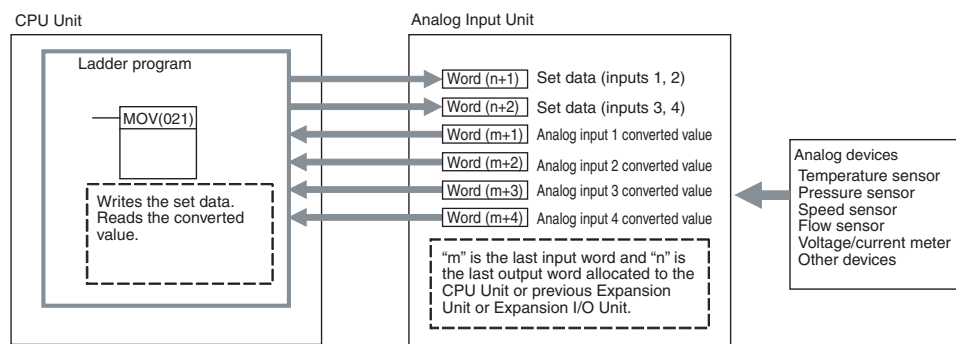 CPU Unit
Ladder program
MOV(021)
Writes the set data.
Reads the converted
value.
Analog Input Unit
Word (n+1) Set data (inputs 1, 2)
Word (n+2) Set data (inputs 3, 4)
Word (m+1) Analog input 1 converted value
Word (m+2) Analog input 2 converted value
Word (m+3) Analog input 3 converted value
Word (m+4) Analog input 4 converted value
“m” is the last input word and “n” is
the last output word allocated to the
CPU Unit or previous Expansion
Unit or Expansion I/O Unit.
Analog devices
Temperature sensor
Pressure sensor
Speed sensor
Flow sensor
Voltage/current meter
Other devices